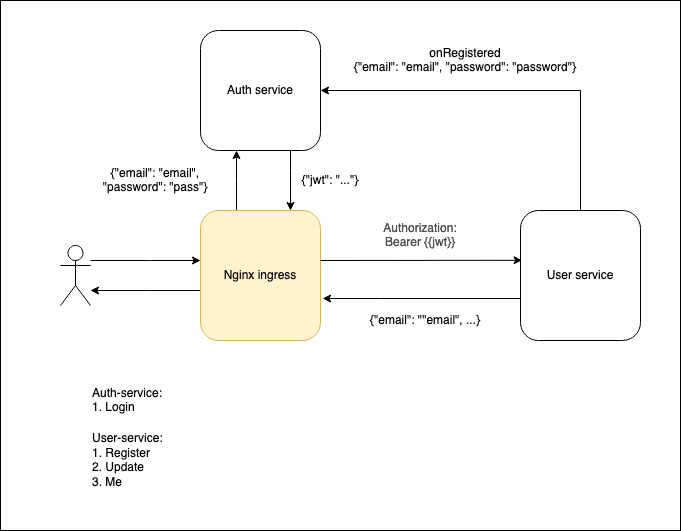 onRegistered
{"email": "email", "password": "password"}
Auth service
{"email": "email",
"password": "pass"}
{"jwt": "..."}
Authorization:
Bearer {{jwt}}
Nginx ingress
User service
{"email": ""email", ...}
Auth-service:
1. Login
User-service:
1. Register
2. Update
3. Me